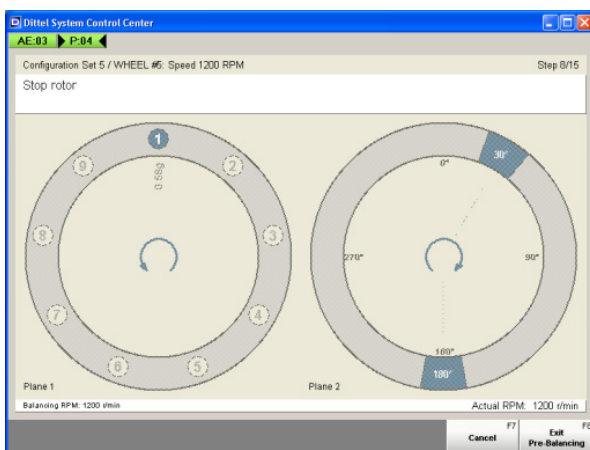 Dittel System Control Center
AE:03 P:04
Configuration Set 5 / WHEEL #5: Speed 1200 RPM Step 8/15
Stop rotor
1
2
3
4
5
6
7
8
9
0.58g
Plane 1
30°
0°
90°
270°
180°
180°
Plane 2
Balancing RPM: 1200 r/min Actual RPM: 1200 r/min
F7 F8
Cancel Exit
Pre-Balancing